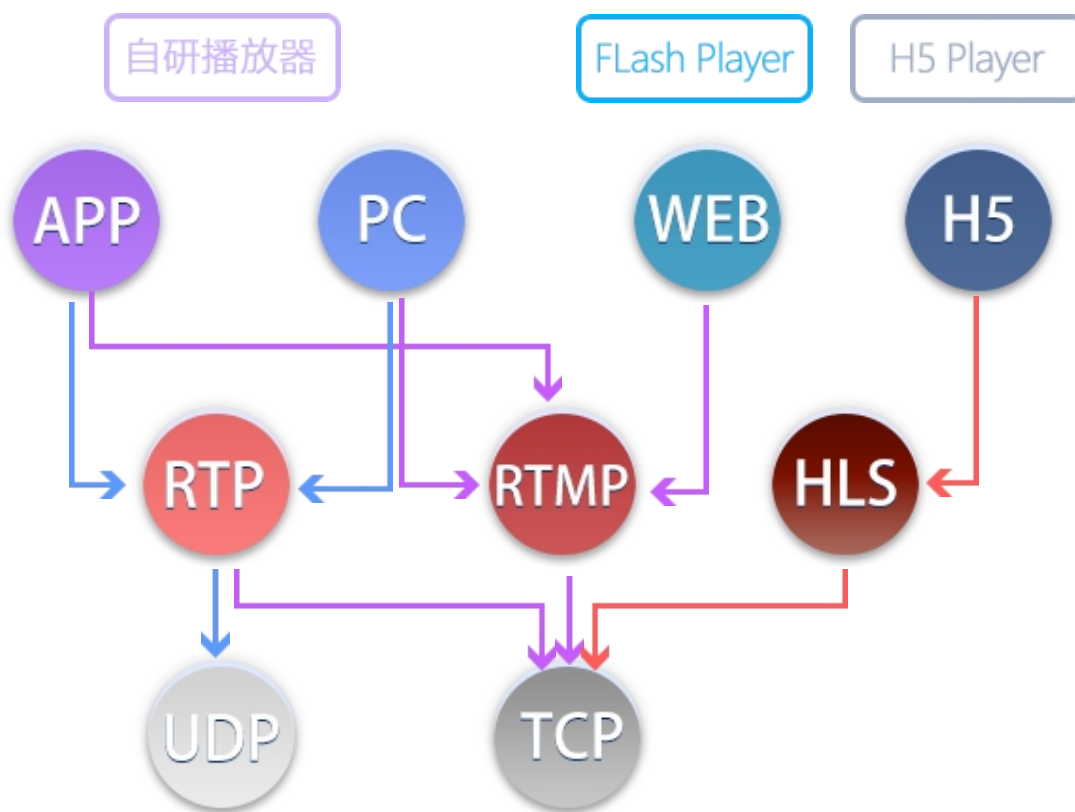 自研播放器
FLash Player
H5 Player
APP
PC
WEB
H5
RTP
RTMP
HLS
UDP
TCP